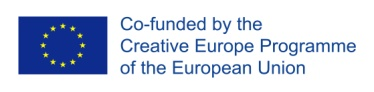 Co-funded by the
Creative Europe Programme
of the European Union